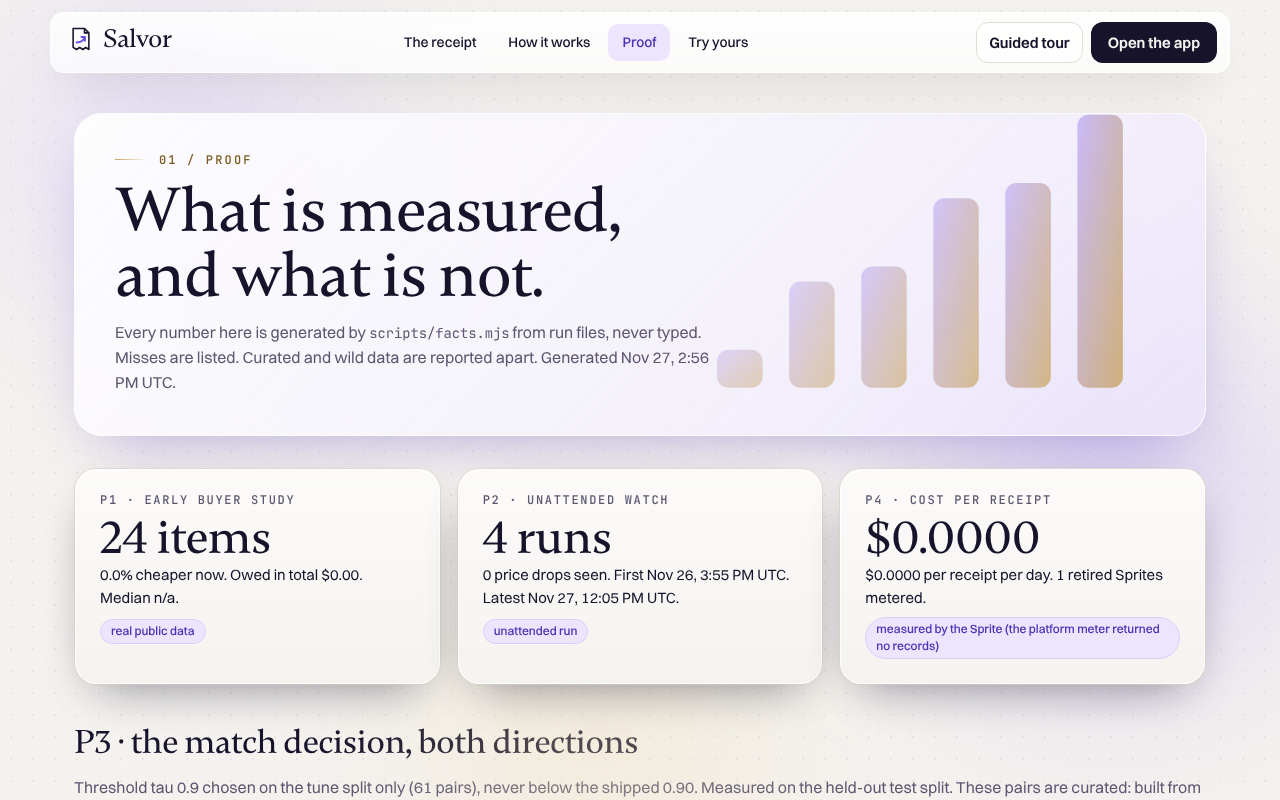 Salvor
The receipt
How it works
Proof
Try yours
Guided tour
Open the app
01 / PROOF
What is measured,
and what is not.
Every number here is generated by scripts/facts.mjs from run files, never typed.
Misses are listed. Curated and wild data are reported apart. Generated Nov 27, 2:56
PM UTC.
P1 · EARLY BUYER STUDY
24 items
0.0% cheaper now. Owed in total $0.00.
Median n/a.
real public data
P2 · UNATTENDED WATCH
4 runs
0 price drops seen. First Nov 26, 3:55 PM UTC.
Latest Nov 27, 12:05 PM UTC.
unattended run
P4 · COST PER RECEIPT
$0.0000
$0.0000 per receipt per day. 1 retired Sprites
metered.
measured by the Sprite (the platform meter returned
no records)
P3 · the match decision, both directions
Threshold tau 0.9 chosen on the tune split only (61 pairs), never below the shipped 0.90. Measured on the held-out test split. These pairs are curated: built from